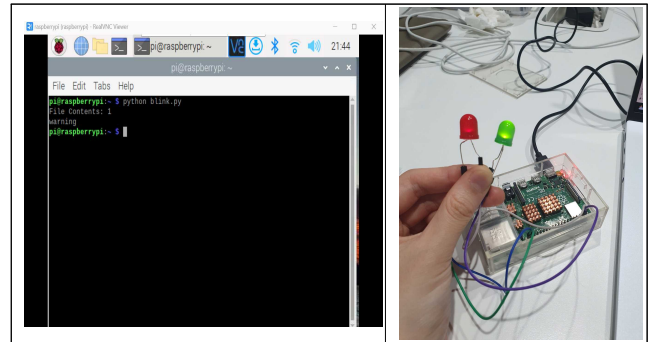 raspberrypi (raspberrypi) - RealVNC Viewer
pi@raspberrypi: ~
21:44
pi@raspberrypi: ~
File Edit Tabs Help
pi@raspberrypi:~ $ python blink.py
File Contents: 1
warning
pi@raspberrypi:~ $